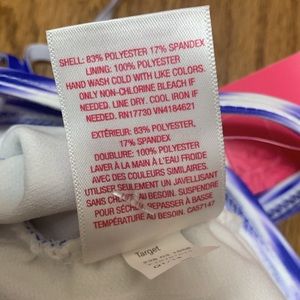 SHELL: 83% POLYESTER 17% SPANDEX
LINING: 100% POLYESTER
HAND WASH COLD WITH LIKE COLORS.
ONLY NON-CHLORINE BLEACH IF
NEEDED. LINE DRY. COOL IRON IF
NEEDED. RN17730 VN4184621
EXTÉRIEUR: 83% POLYESTER,
17% SPANDEX
DOUBLURE: 100% POLYESTER
LAVER À LA MAIN À L'EAU FROIDE
AVEC DES COULEURS SIMILAIRES.
UTILISER SEULEMENT UN JAVELLISANT
SANS CHLORE AU BESOIN. SUSPENDRE
POUR SÉCHER. REPASSER À BASSE
TEMPÉRATURE AU BESOIN. CA57147
Target